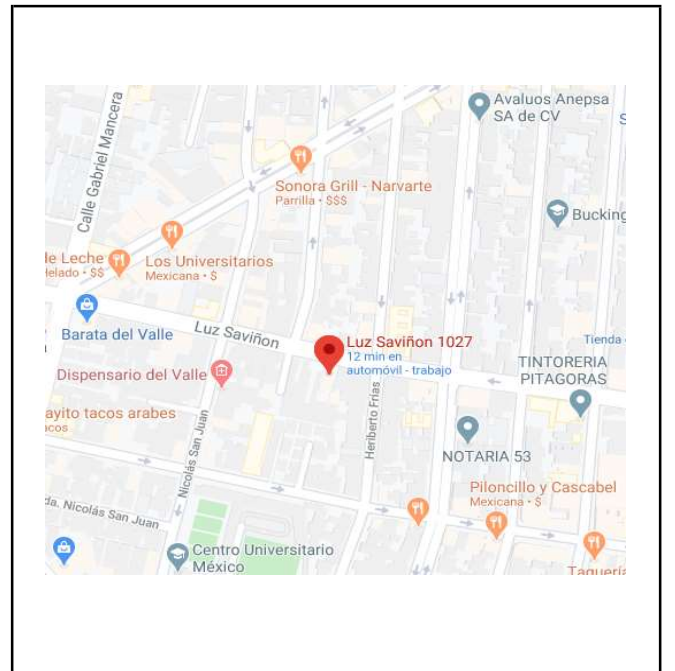 Calle Gabriel Mancera
Avaluos Anepsa
SA de CV
S
Sonora Grill - Narvarte
Parrilla • $$$
Bucking
le Leche
Helado • $$
Los Universitarios
Mexicana • $
Barata del Valle
Luz Saviñon
Luz Saviñon 1027
12 min en
automóvil - trabajo
Tienda
TINTORERIA
PITAGORAS
Dispensario del Valle
ayito tacos arabes
acos
Nicolás San Juan
Heriberto Frías
NOTARIA 53
Piloncillo y Cascabel
Mexicana • $
da. Nicolás San Juan
Centro Universitario
México
Taquería